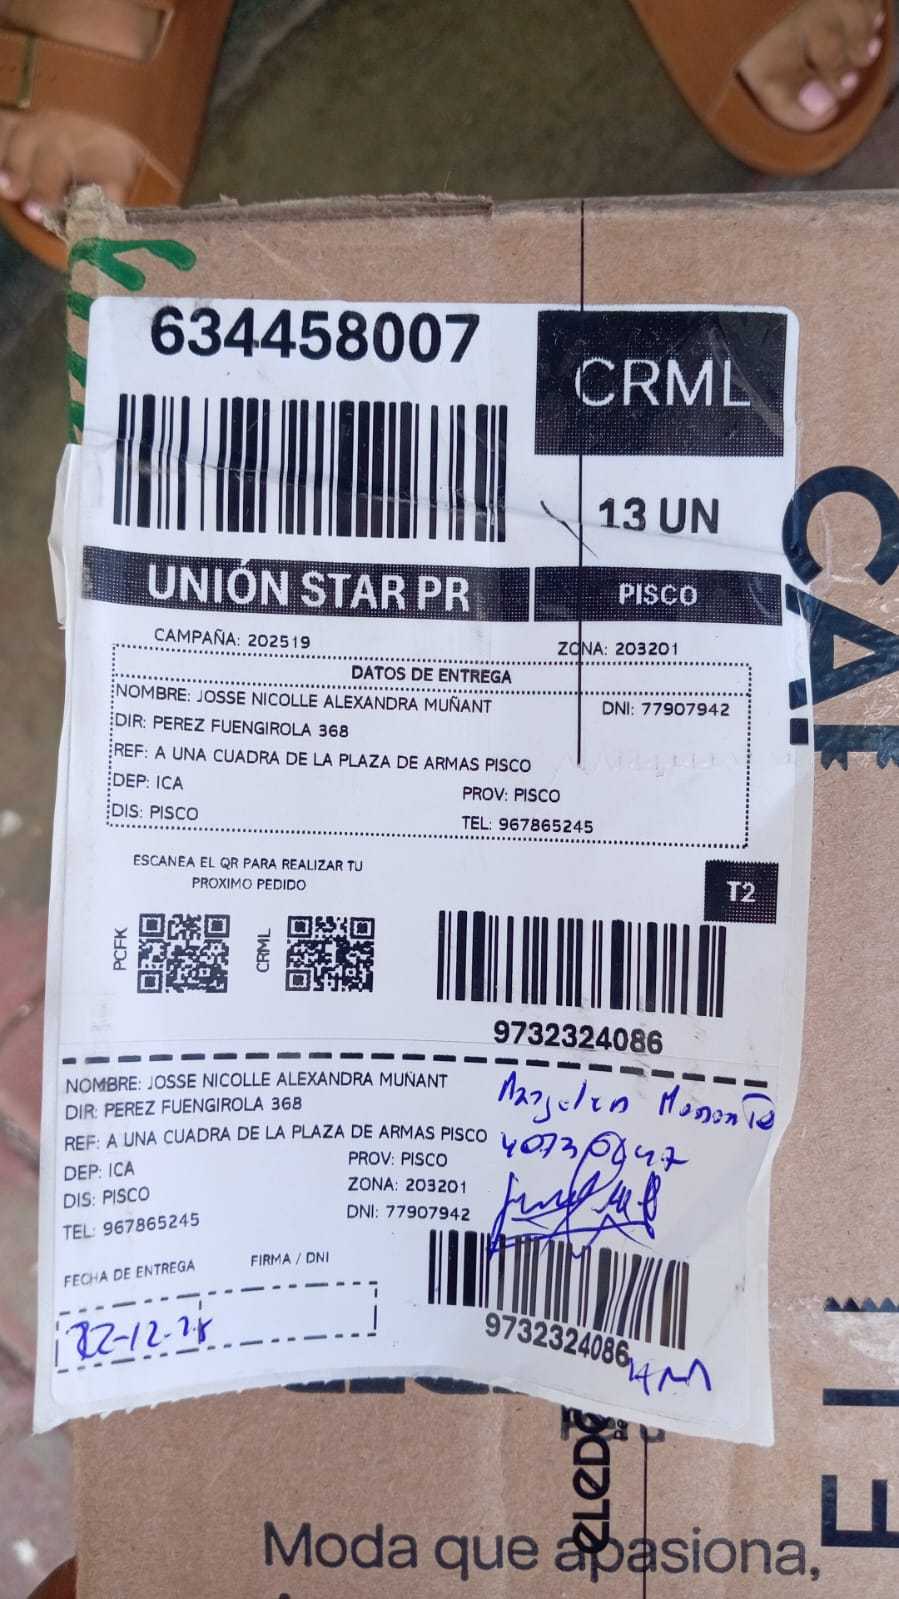 634458007
CRML
13 UN
UNIÓN STAR PR
PISCO
CAMPAÑA: 202519
ZONA: 203201
DATOS DE ENTREGA
NOMBRE: JOSSE NICOLLE ALEXANDRA MUÑANT
DNI: 77907942
DIR: PEREZ FUENGIROLA 368
REF: A UNA CUADRA DE LA PLAZA DE ARMAS PISCO
DEP: ICA
PROV: PISCO
DIS: PISCO
TEL: 967865245
ESCANEA EL QR PARA REALIZAR TU
PROXIMO PEDIDO
T2
PCFK
CRML
9732324086
NOMBRE: JOSSE NICOLLE ALEXANDRA MUÑANT
DIR: PEREZ FUENGIROLA 368
REF: A UNA CUADRA DE LA PLAZA DE ARMAS PISCO
DEP: ICA
PROV: PISCO
DIS: PISCO
ZONA: 203201
TEL: 967865245
DNI: 77907942
FECHA DE ENTREGA
FIRMA / DNI
9732324086
Moda que apasiona,